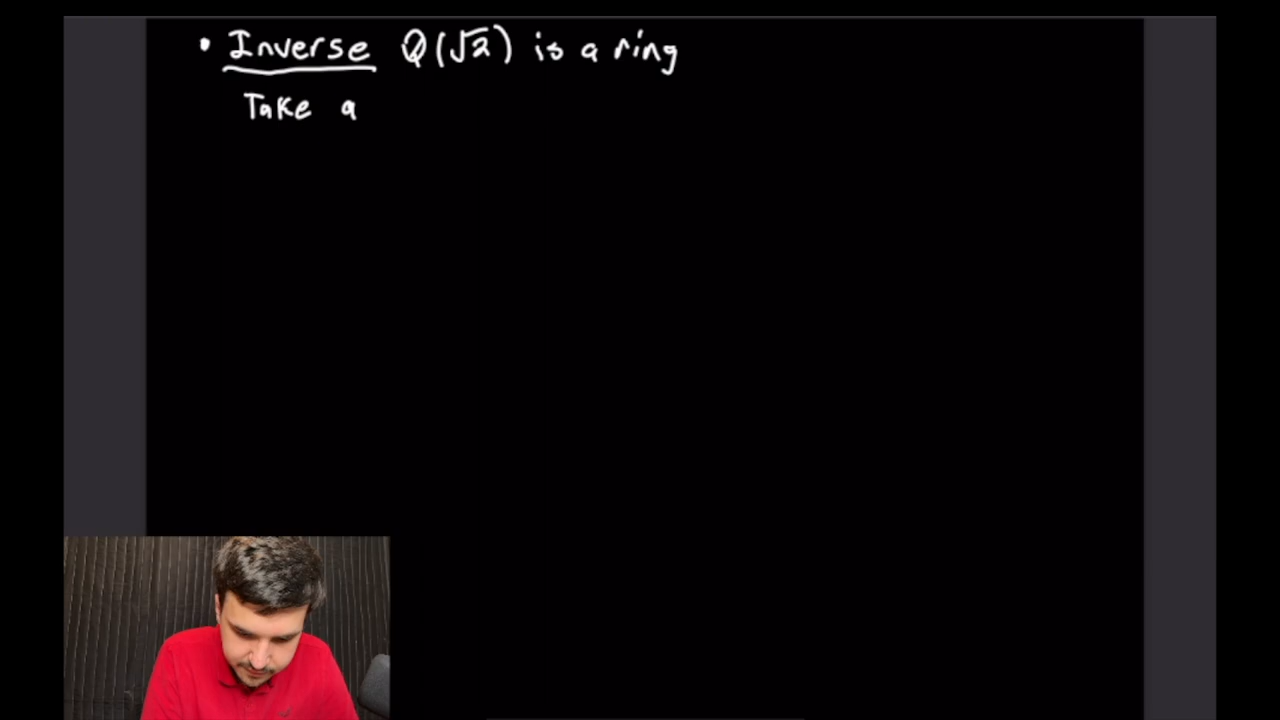 • Inverse Q(√2) is a ring
Take a